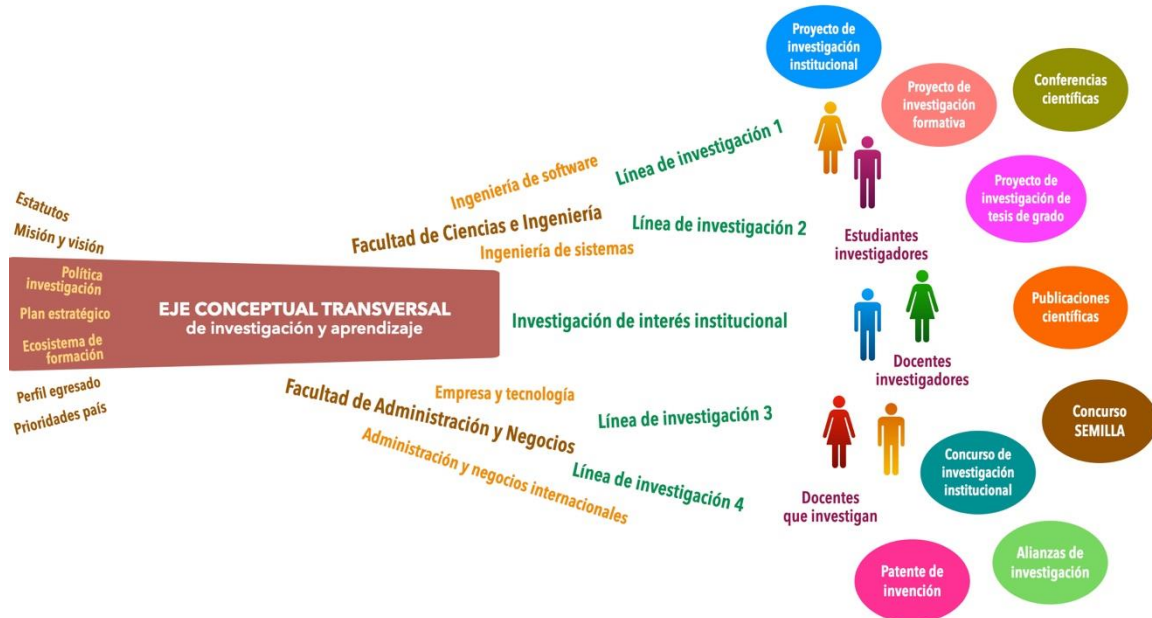 Estatutos
Misión y visión
Política
investigación
Plan estratégico
Ecosistema de
formación
Perfil egresado
Prioridades país
EJE CONCEPTUAL TRANSVERSAL
de investigación y aprendizaje
Ingeniería de software
Facultad de Ciencias e Ingeniería
Ingeniería de sistemas
Empresa y tecnología
Facultad de Administración y Negocios
Administración y negocios internacionales
Línea de investigación 1
Línea de investigación 2
Investigación de interés institucional
Línea de investigación 3
Línea de investigación 4
Estudiantes
investigadores
Docentes
investigadores
Docentes
que investigan
Proyecto de
investigación
institucional
Proyecto de
investigación
formativa
Conferencias
científicas
Proyecto de
investigación de
tesis de grado
Publicaciones
científicas
Concurso
SEMILLA
Concurso de
investigación
institucional
Alianzas de
investigación
Patente de
invención